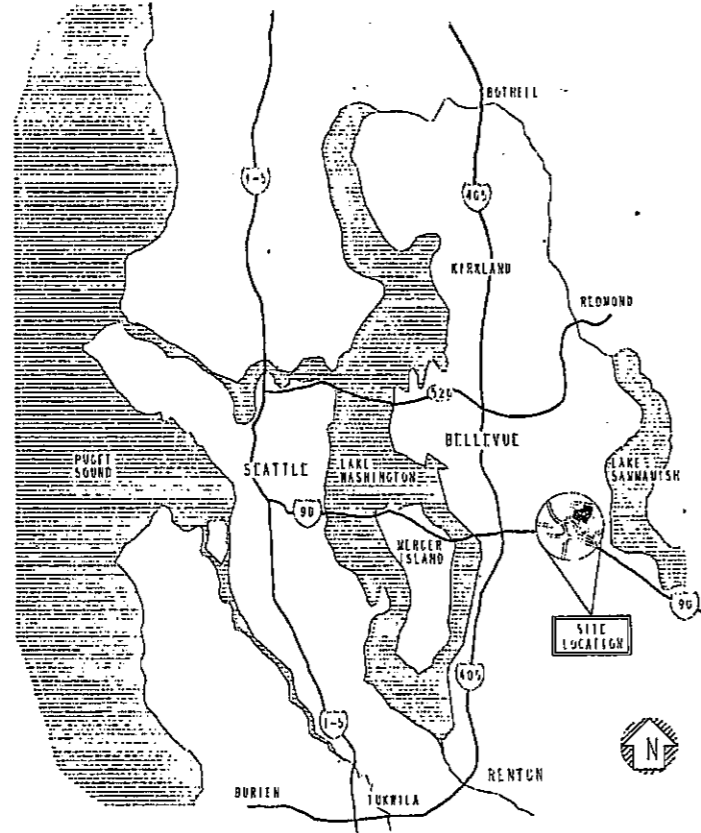 BOTHELL
I-5
405
KIRKLAND
REDMOND
520
BELLEVUE
PUGET
SOUND
SEATTLE
LAKE
WASHINGTON
LAKE
SAMMAMISH
90
MERCER
ISLAND
90
SITE
LOCATION
405
I-5
N
RENTON
BURIEN
TUKWILA